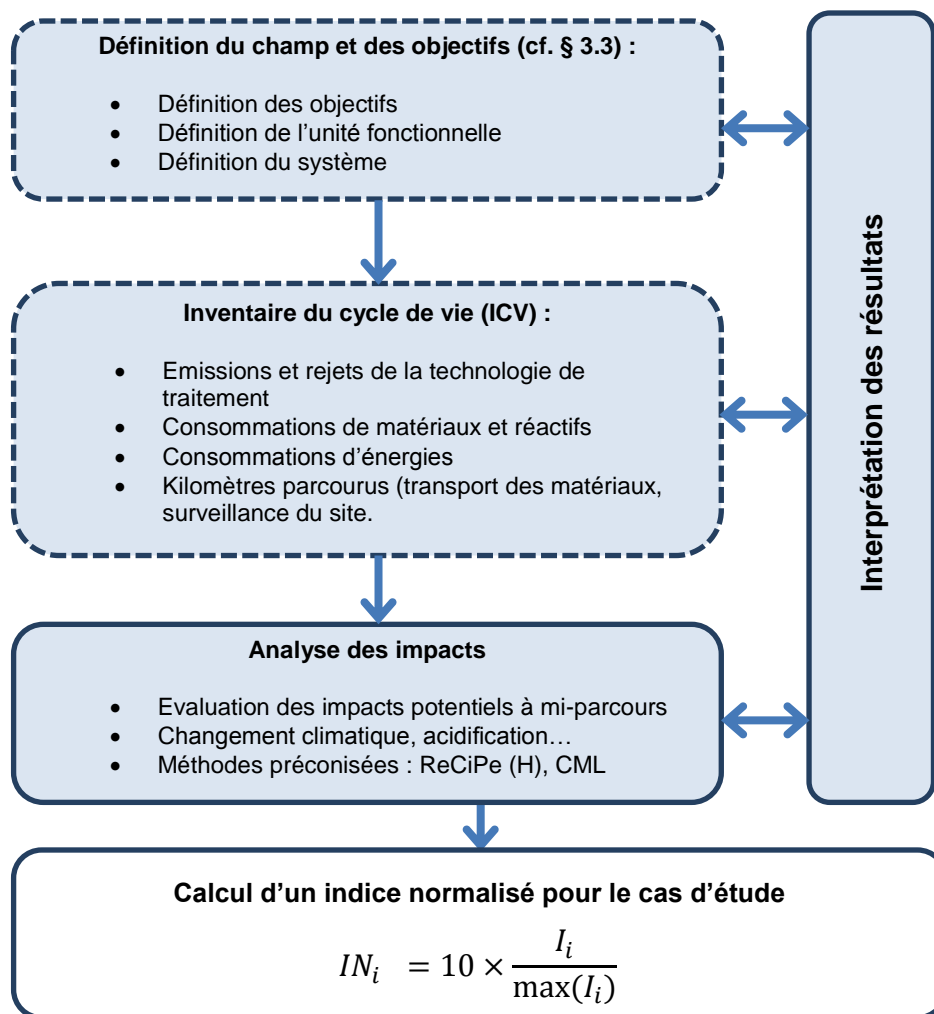 Définition du champ et des objectifs (cf. § 3.3) :
• Définition des objectifs
• Définition de l’unité fonctionnelle
• Définition du système
Inventaire du cycle de vie (ICV) :
• Emissions et rejets de la technologie de
traitement
• Consommations de matériaux et réactifs
• Consommations d’énergies
• Kilomètres parcourus (transport des matériaux,
surveillance du site.
Analyse des impacts
• Evaluation des impacts potentiels à mi-parcours
• Changement climatique, acidification…
• Méthodes préconisées : ReCiPe (H), CML
Interprétation des résultats
Calcul d’un indice normalisé pour le cas d’étude
IN_i = 10 × I_i / max(I_i)